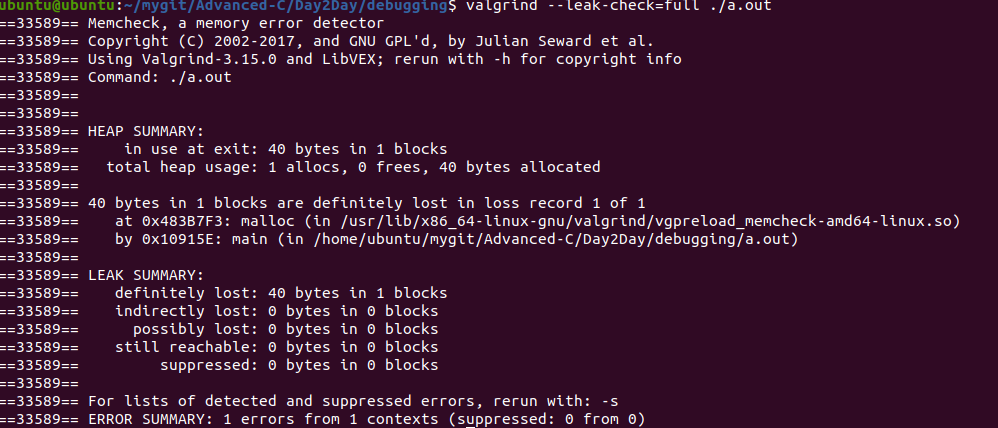 ubuntu@ubuntu:~/mygit/Advanced-C/Day2Day/debugging$ valgrind --leak-check=full ./a.out
==33589== Memcheck, a memory error detector
==33589== Copyright (C) 2002-2017, and GNU GPL'd, by Julian Seward et al.
==33589== Using Valgrind-3.15.0 and LibVEX; rerun with -h for copyright info
==33589== Command: ./a.out
==33589==
==33589==
==33589== HEAP SUMMARY:
==33589==     in use at exit: 40 bytes in 1 blocks
==33589==   total heap usage: 1 allocs, 0 frees, 40 bytes allocated
==33589==
==33589== 40 bytes in 1 blocks are definitely lost in loss record 1 of 1
==33589==    at 0x483B7F3: malloc (in /usr/lib/x86_64-linux-gnu/valgrind/vgpreload_memcheck-amd64-linux.so)
==33589==    by 0x10915E: main (in /home/ubuntu/mygit/Advanced-C/Day2Day/debugging/a.out)
==33589==
==33589== LEAK SUMMARY:
==33589==    definitely lost: 40 bytes in 1 blocks
==33589==    indirectly lost: 0 bytes in 0 blocks
==33589==      possibly lost: 0 bytes in 0 blocks
==33589==    still reachable: 0 bytes in 0 blocks
==33589==         suppressed: 0 bytes in 0 blocks
==33589==
==33589== For lists of detected and suppressed errors, rerun with: -s
==33589== ERROR SUMMARY: 1 errors from 1 contexts (suppressed: 0 from 0)